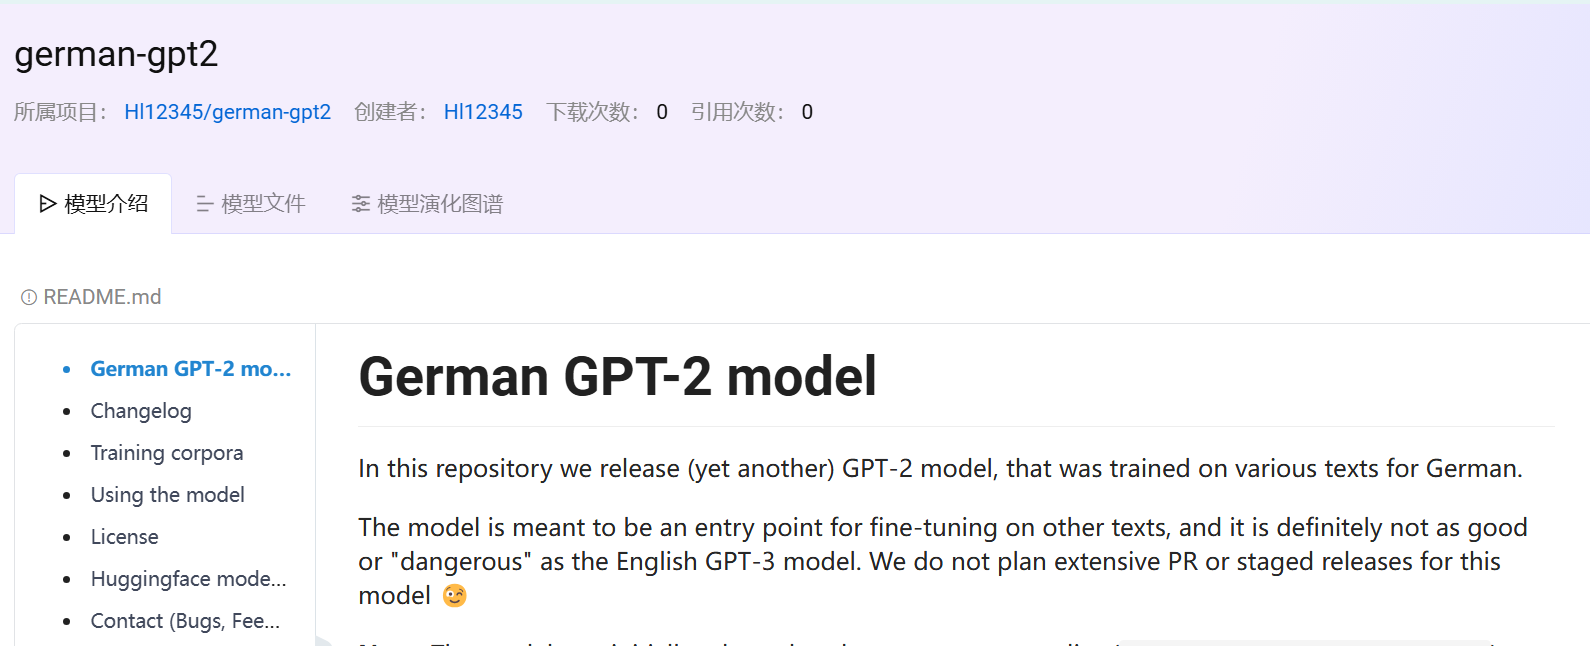 german-gpt2
所属项目： Hl12345/german-gpt2 创建者： Hl12345 下载次数： 0 引用次数： 0
模型介绍 模型文件 模型演化图谱
README.md
German GPT-2 mo...
Changelog
Training corpora
Using the model
License
Huggingface mode...
Contact (Bugs, Fee...
German GPT-2 model
In this repository we release (yet another) GPT-2 model, that was trained on various texts for German.
The model is meant to be an entry point for fine-tuning on other texts, and it is definitely not as good
or "dangerous" as the English GPT-3 model. We do not plan extensive PR or staged releases for this
model 😉